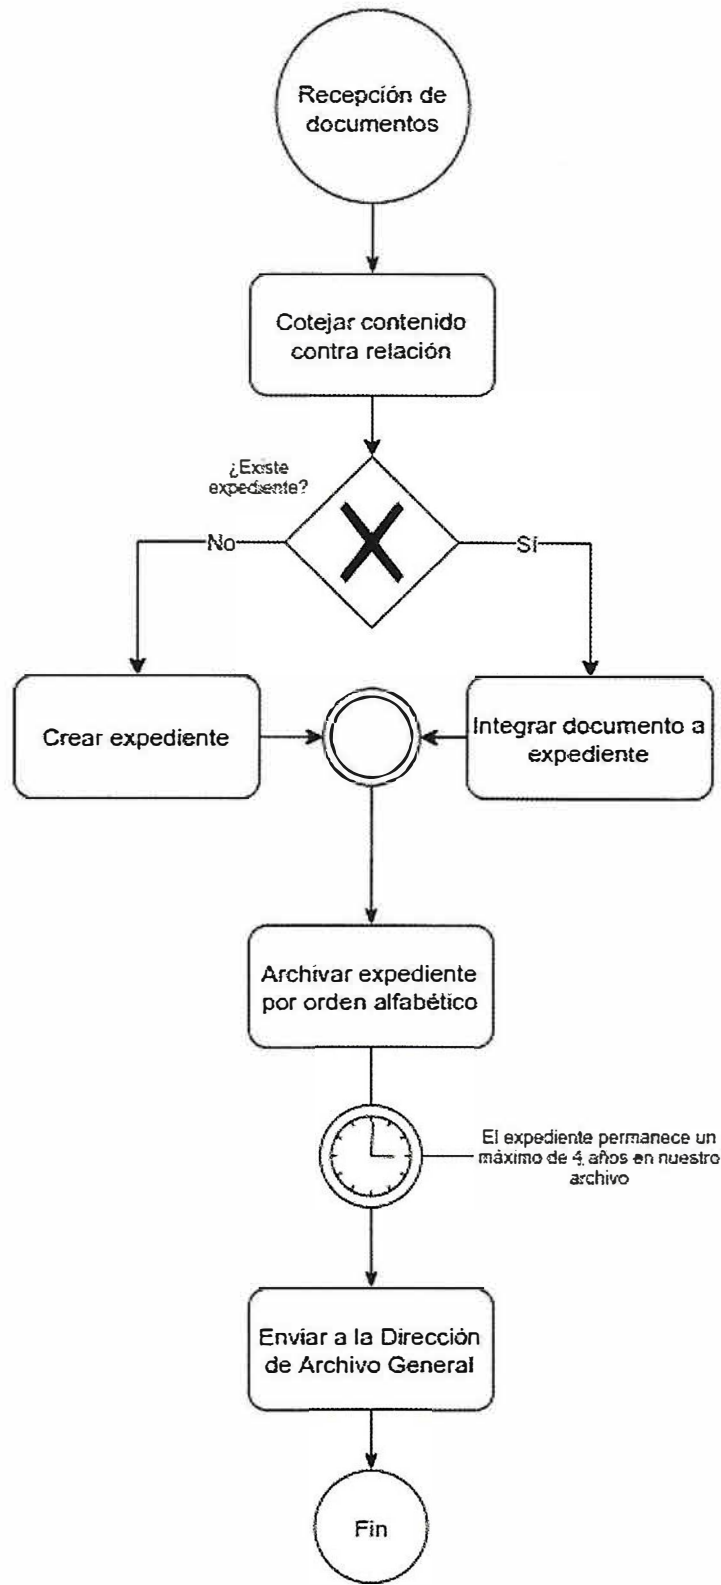 Recepción de
documentos
Cotejar contenido
contra relación
¿Existe
expediente?
No
Sí
Crear expediente
Integrar documento a
expediente
Archivar expediente
por orden alfabético
El expediente permanece un
máximo de 4 años en nuestro
archivo
Enviar a la Dirección
de Archivo General
Fin